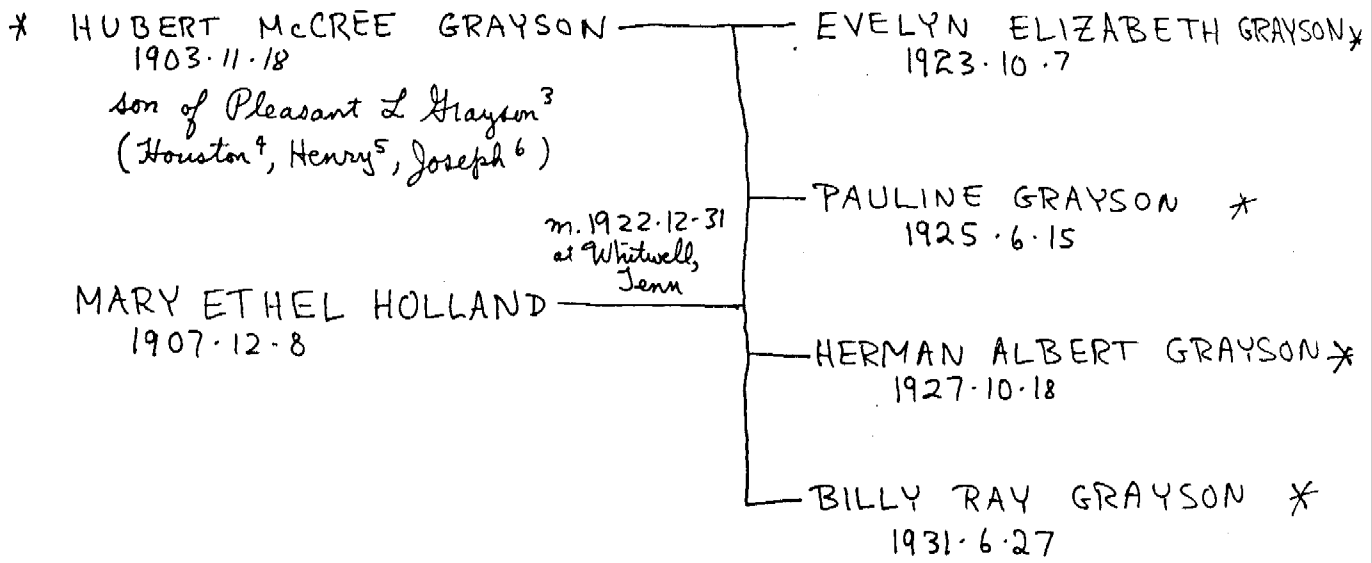 * HUBERT McCREE GRAYSON
1903·11·18
son of Pleasant L Grayson³
(Houston⁴, Henry⁵, Joseph⁶)
m. 1922·12-31
at Whitwell,
Tenn
MARY ETHEL HOLLAND
1907·12-8
EVELYN ELIZABETH GRAYSON *
1923·10·7
PAULINE GRAYSON *
1925·6·15
HERMAN ALBERT GRAYSON *
1927·10·18
BILLY RAY GRAYSON *
1931·6·27